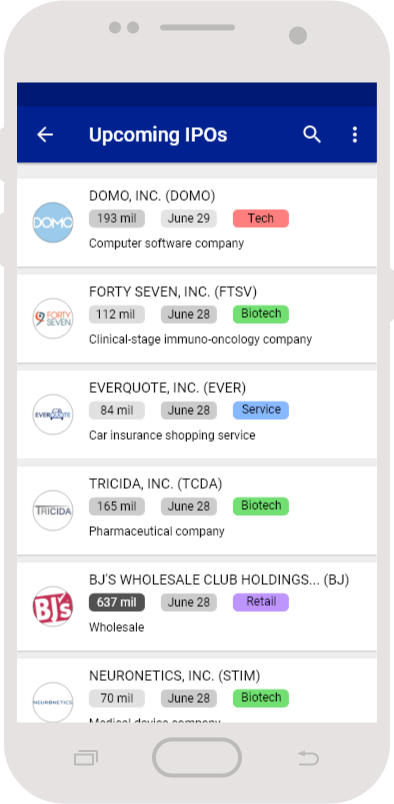 Upcoming IPOs
DOMO, INC. (DOMO)
DOMO
193 mil June 29 Tech
Computer software company
FORTY SEVEN, INC. (FTSV)
FORTY
SEVEN
112 mil June 28 Biotech
Clinical-stage immuno-oncology company
EVERQUOTE, INC. (EVER)
EVERQUOTE
84 mil June 28 Service
Car insurance shopping service
TRICIDA, INC. (TCDA)
TRICIDA
165 mil June 28 Biotech
Pharmaceutical company
BJ'S WHOLESALE CLUB HOLDINGS... (BJ)
BJ's
637 mil June 28 Retail
Wholesale
NEURONETICS, INC. (STIM)
NEURONETICS
70 mil June 28 Biotech
Medical device company